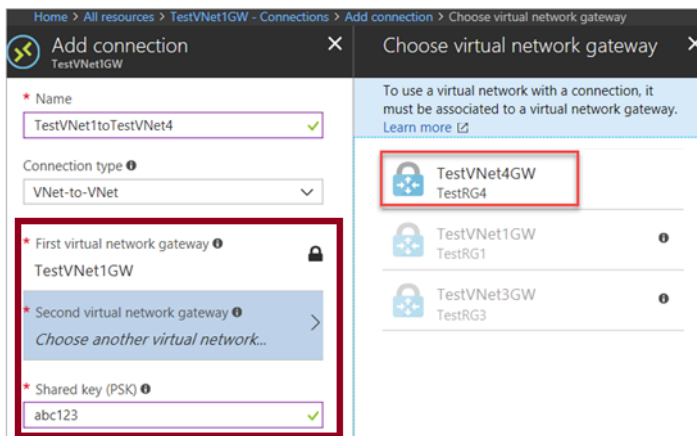 Home > All resources > TestVNet1GW - Connections > Add connection > Choose virtual network gateway
Add connection
TestVNet1GW
* Name
TestVNet1toTestVNet4
Connection type
VNet-to-VNet
* First virtual network gateway
TestVNet1GW
* Second virtual network gateway
Choose another virtual network...
* Shared key (PSK)
abc123
Choose virtual network gateway
To use a virtual network with a connection, it
must be associated to a virtual network gateway.
Learn more
TestVNet4GW
TestRG4
TestVNet1GW
TestRG1
TestVNet3GW
TestRG3